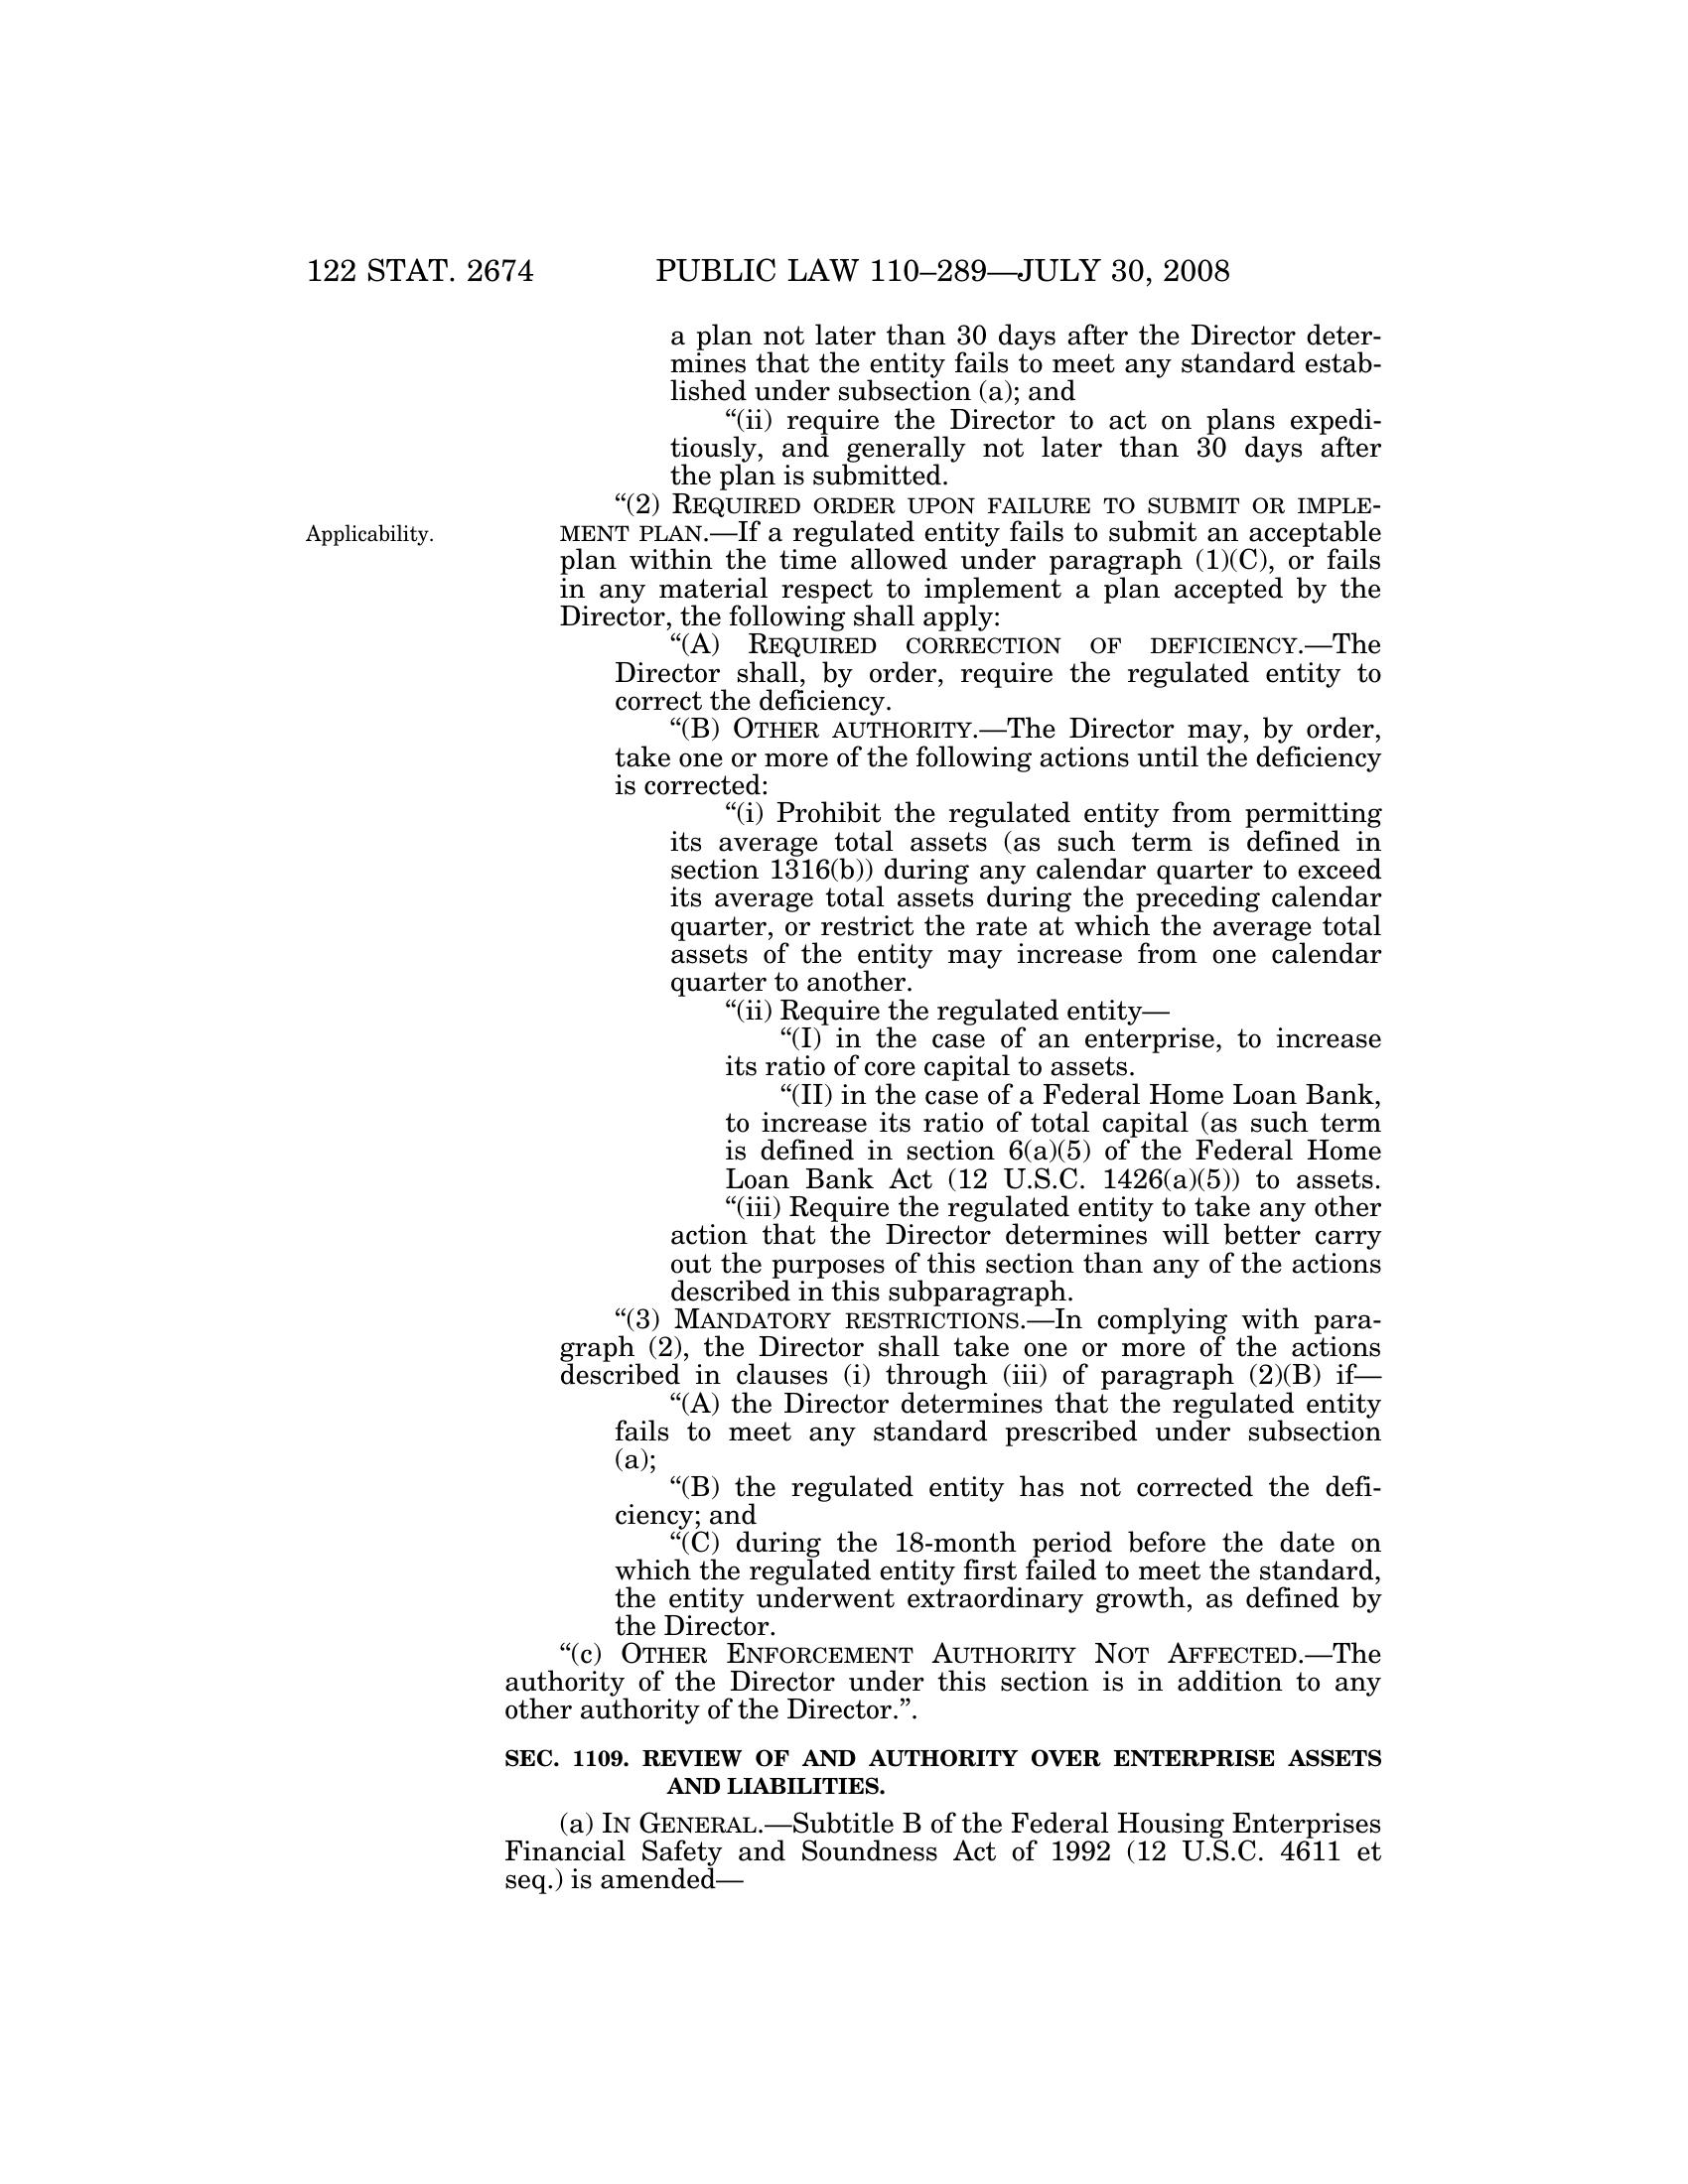 122 STAT. 2674 PUBLIC LAW 110–289—JULY 30, 2008
a plan not later than 30 days after the Director deter-
mines that the entity fails to meet any standard estab-
lished under subsection (a); and
“(ii) require the Director to act on plans expedi-
tiously, and generally not later than 30 days after
the plan is submitted.
“(2) REQUIRED ORDER UPON FAILURE TO SUBMIT OR IMPLE-
Applicability.
MENT PLAN.—If a regulated entity fails to submit an acceptable
plan within the time allowed under paragraph (1)(C), or fails
in any material respect to implement a plan accepted by the
Director, the following shall apply:
“(A) REQUIRED CORRECTION OF DEFICIENCY.—The
Director shall, by order, require the regulated entity to
correct the deficiency.
“(B) OTHER AUTHORITY.—The Director may, by order,
take one or more of the following actions until the deficiency
is corrected:
“(i) Prohibit the regulated entity from permitting
its average total assets (as such term is defined in
section 1316(b)) during any calendar quarter to exceed
its average total assets during the preceding calendar
quarter, or restrict the rate at which the average total
assets of the entity may increase from one calendar
quarter to another.
“(ii) Require the regulated entity—
“(I) in the case of an enterprise, to increase
its ratio of core capital to assets.
“(II) in the case of a Federal Home Loan Bank,
to increase its ratio of total capital (as such term
is defined in section 6(a)(5) of the Federal Home
Loan Bank Act (12 U.S.C. 1426(a)(5)) to assets.
“(iii) Require the regulated entity to take any other
action that the Director determines will better carry
out the purposes of this section than any of the actions
described in this subparagraph.
“(3) MANDATORY RESTRICTIONS.—In complying with para-
graph (2), the Director shall take one or more of the actions
described in clauses (i) through (iii) of paragraph (2)(B) if—
“(A) the Director determines that the regulated entity
fails to meet any standard prescribed under subsection
(a);
“(B) the regulated entity has not corrected the defi-
ciency; and
“(C) during the 18-month period before the date on
which the regulated entity first failed to meet the standard,
the entity underwent extraordinary growth, as defined by
the Director.
“(c) OTHER ENFORCEMENT AUTHORITY NOT AFFECTED.—The
authority of the Director under this section is in addition to any
other authority of the Director.”.
SEC. 1109. REVIEW OF AND AUTHORITY OVER ENTERPRISE ASSETS
AND LIABILITIES.
(a) IN GENERAL.—Subtitle B of the Federal Housing Enterprises
Financial Safety and Soundness Act of 1992 (12 U.S.C. 4611 et
seq.) is amended—